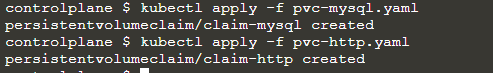 controlplane $ kubectl apply -f pvc-mysql.yaml
persistentvolumeclaim/claim-mysql created
controlplane $ kubectl apply -f pvc-http.yaml
persistentvolumeclaim/claim-http created